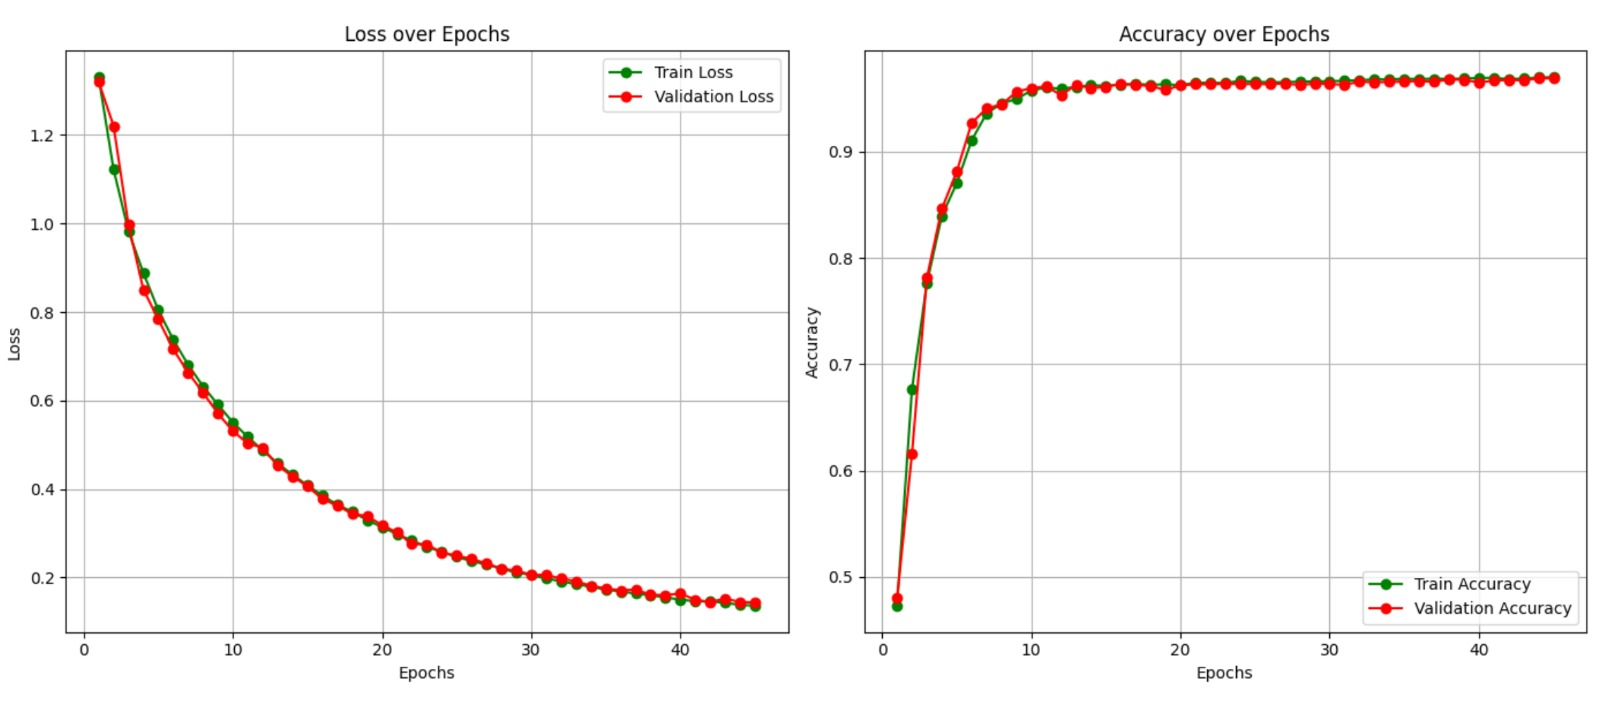 Loss over Epochs
Train Loss
Validation Loss
1.2
1.0
0.8
0.6
0.4
0.2
Loss
0 10 20 30 40
Epochs
Accuracy over Epochs
0.9
0.8
0.7
0.6
0.5
Accuracy
Train Accuracy
Validation Accuracy
0 10 20 30 40
Epochs